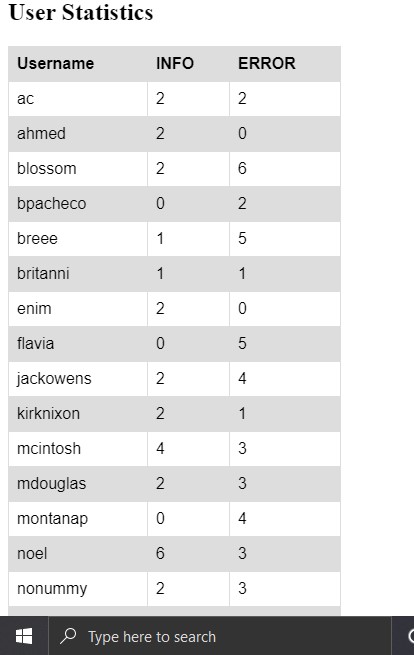 User Statistics
Username INFO ERROR
ac 2 2
ahmed 2 0
blossom 2 6
bpacheco 0 2
breee 1 5
britanni 1 1
enim 2 0
flavia 0 5
jackowens 2 4
kirknixon 2 1
mcintosh 4 3
mdouglas 2 3
montanap 0 4
noel 6 3
nonummy 2 3
Type here to search